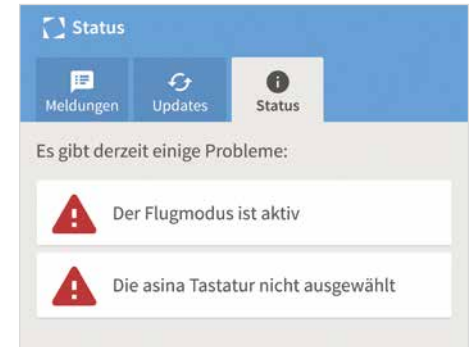 Status
Meldungen
Updates
Status
Es gibt derzeit einige Probleme:
Der Flugmodus ist aktiv
Die asina Tastatur nicht ausgewählt